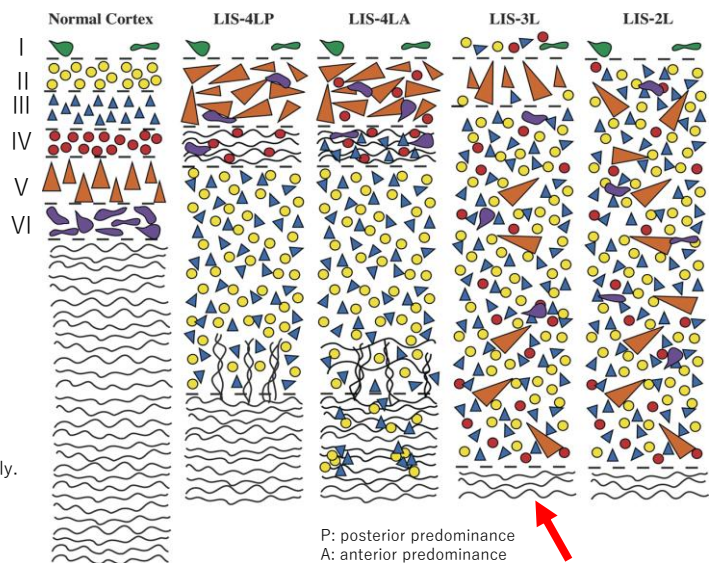 Normal Cortex LIS-4LP LIS-4LA LIS-3L LIS-2L
I
II
III
IV
V
VI
ly.
P: posterior predominance
A: anterior predominance